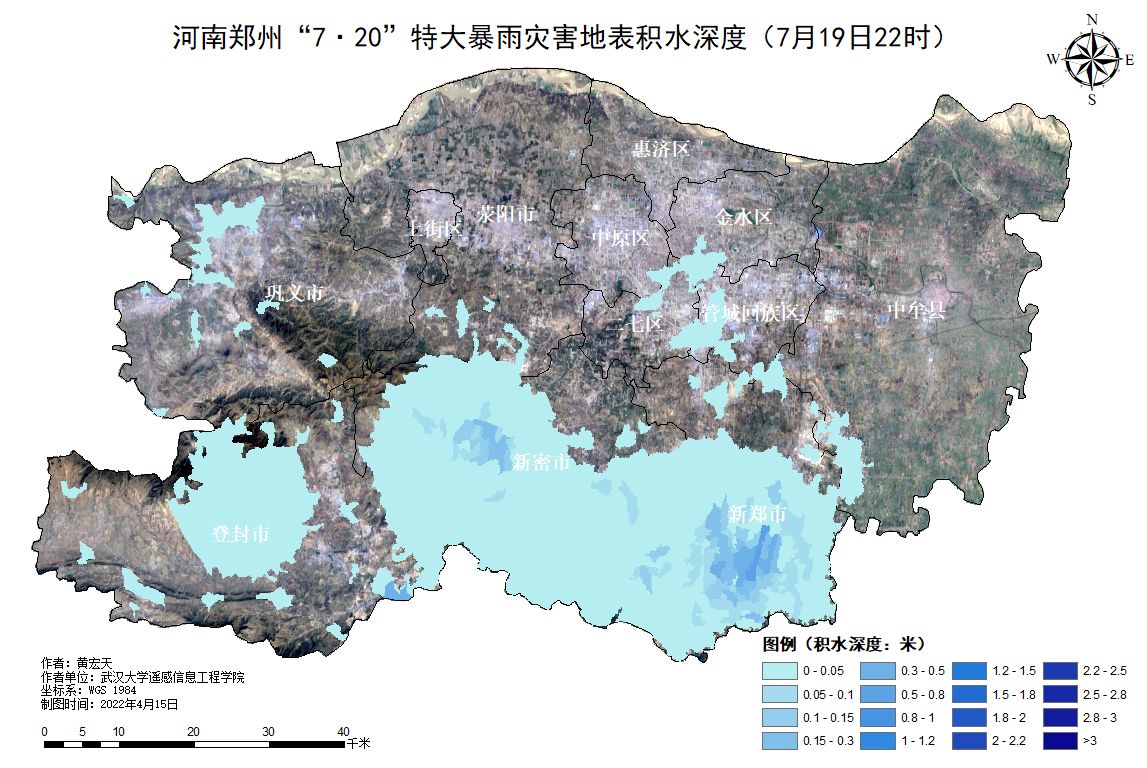 河南郑州“7·20”特大暴雨灾害地表积水深度（7月19日22时）
N
W E
S
惠济区
荥阳市
金水区
上街区
中原区
巩义市
中牟县
管城回族区
二七区
新密市
新郑市
登封市
图例（积水深度：米）
0 - 0.05 0.3 - 0.5 1.2 - 1.5 2.2 - 2.5
0.05 - 0.1 0.5 - 0.8 1.5 - 1.8 2.5 - 2.8
0.1 - 0.15 0.8 - 1 1.8 - 2 2.8 - 3
0.15 - 0.3 1 - 1.2 2 - 2.2 >3
作者：黄宏天
作者单位：武汉大学遥感信息工程学院
坐标系：WGS 1984
制图时间：2022年4月15日
0 5 10 20 30 40
千米